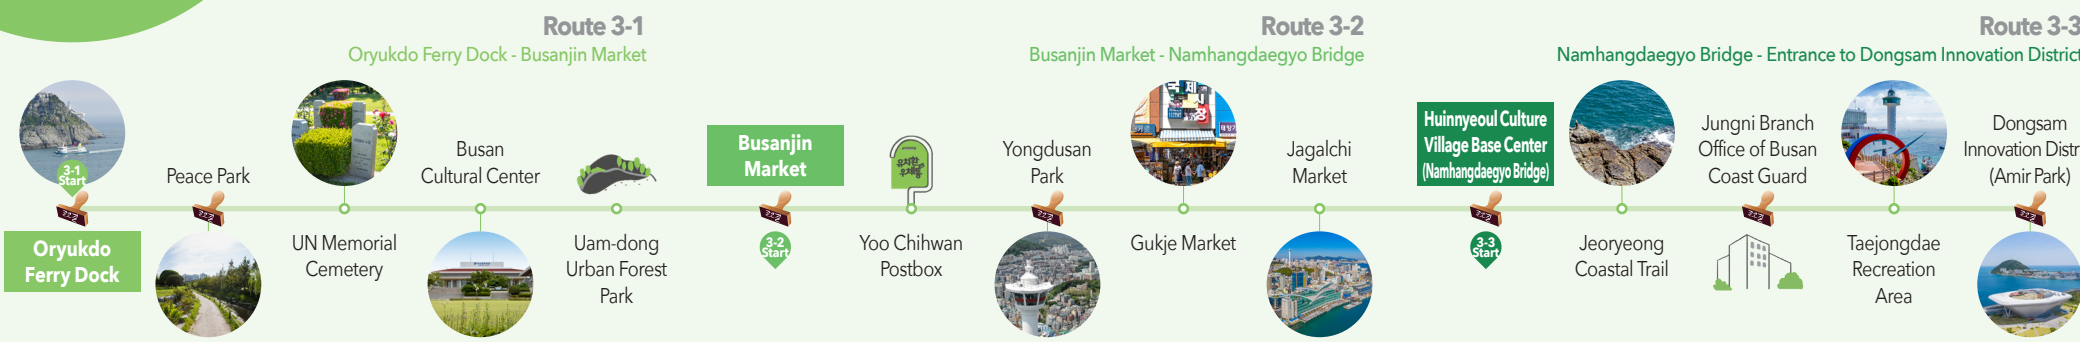 Route 3-1
Oryukdo Ferry Dock - Busanjin Market
Route 3-2
Busanjin Market - Namhangdaegyo Bridge
Route 3-3
Namhangdaegyo Bridge - Entrance to Dongsam Innovation District
3-1
Start
Oryukdo
Ferry Dock
Peace Park
UN Memorial
Cemetery
Busan
Cultural Center
Uam-dong
Urban Forest
Park
Busanjin
Market
3-2
Start
Yoo Chihwan
Postbox
Yongdusan
Park
국제시장
Gukje Market
Jagalchi
Market
Huinnyeoul Culture
Village Base Center
(Namhangdaegyo Bridge)
3-3
Start
Jeoryeong
Coastal Trail
Jungni Branch
Office of Busan
Coast Guard
Taejongdae
Recreation
Area
Dongsam
Innovation Distr
(Amir Park)